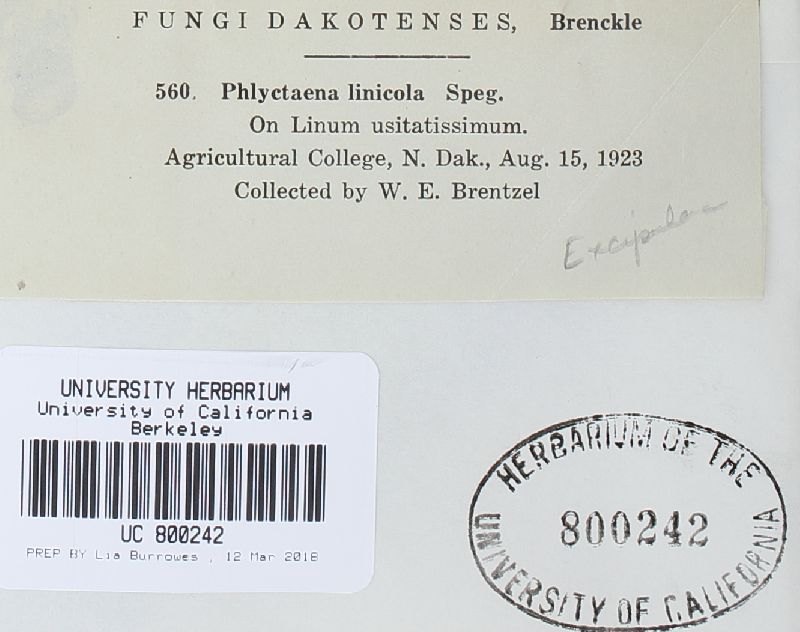 FUNGI DAKOTENSES, Brenckle
560. Phlyctaena linicola Speg.
On Linum usitatissimum.
Agricultural College, N. Dak., Aug. 15, 1923
Collected by W. E. Brentzel
UNIVERSITY HERBARIUM
University of California
Berkeley
UC 800242
PREP BY Lia Burrowes , 12 Mar 2018
HERBARIUM OF THE
800242
UNIVERSITY OF CALIFORNIA